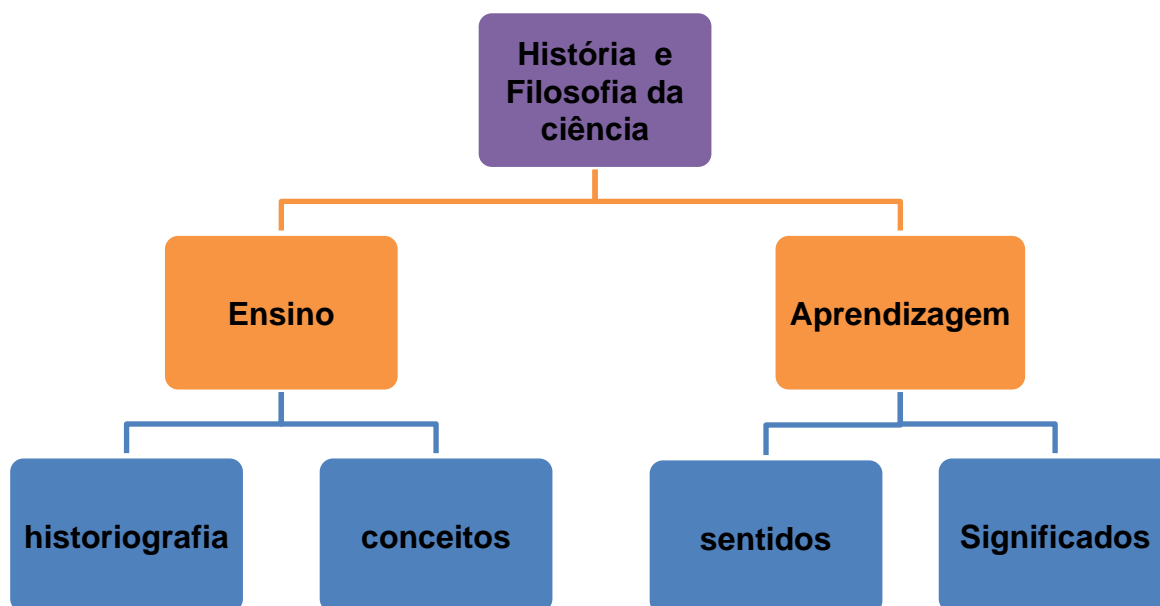 História e
Filosofia da
ciência
Ensino
Aprendizagem
historiografia
conceitos
sentidos
Significados